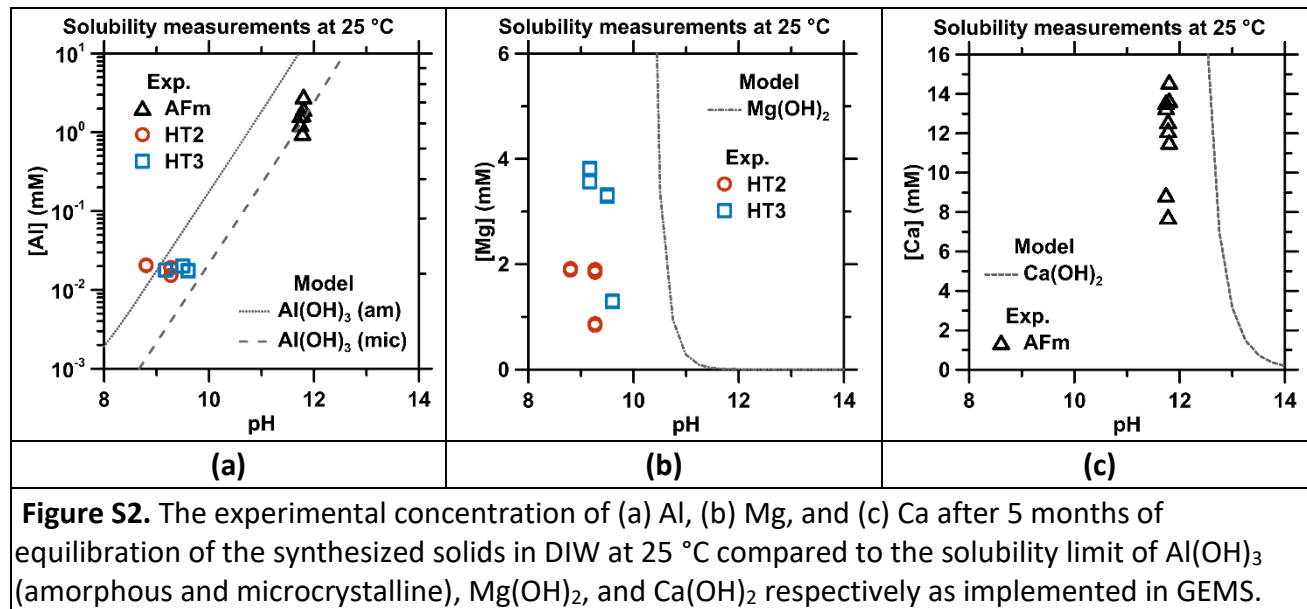 Solubility measurements at 25 °C
10¹
10⁰
10⁻¹
10⁻²
10⁻³
[Al] (mM)
Exp.
AFm
HT2
HT3
Model
Al(OH)₃ (am)
Al(OH)₃ (mic)
8
10
12
14
pH
(a)
Solubility measurements at 25 °C
6
4
2
0
[Mg] (mM)
Model
Mg(OH)₂
Exp.
HT2
HT3
8
10
12
14
pH
(b)
Solubility measurements at 25 °C
16
14
12
10
8
6
4
2
0
[Ca] (mM)
Model
Ca(OH)₂
Exp.
AFm
8
10
12
14
pH
(c)
Figure S2. The experimental concentration of (a) Al, (b) Mg, and (c) Ca after 5 months of
equilibration of the synthesized solids in DIW at 25 °C compared to the solubility limit of Al(OH)₃
(amorphous and microcrystalline), Mg(OH)₂, and Ca(OH)₂ respectively as implemented in GEMS.